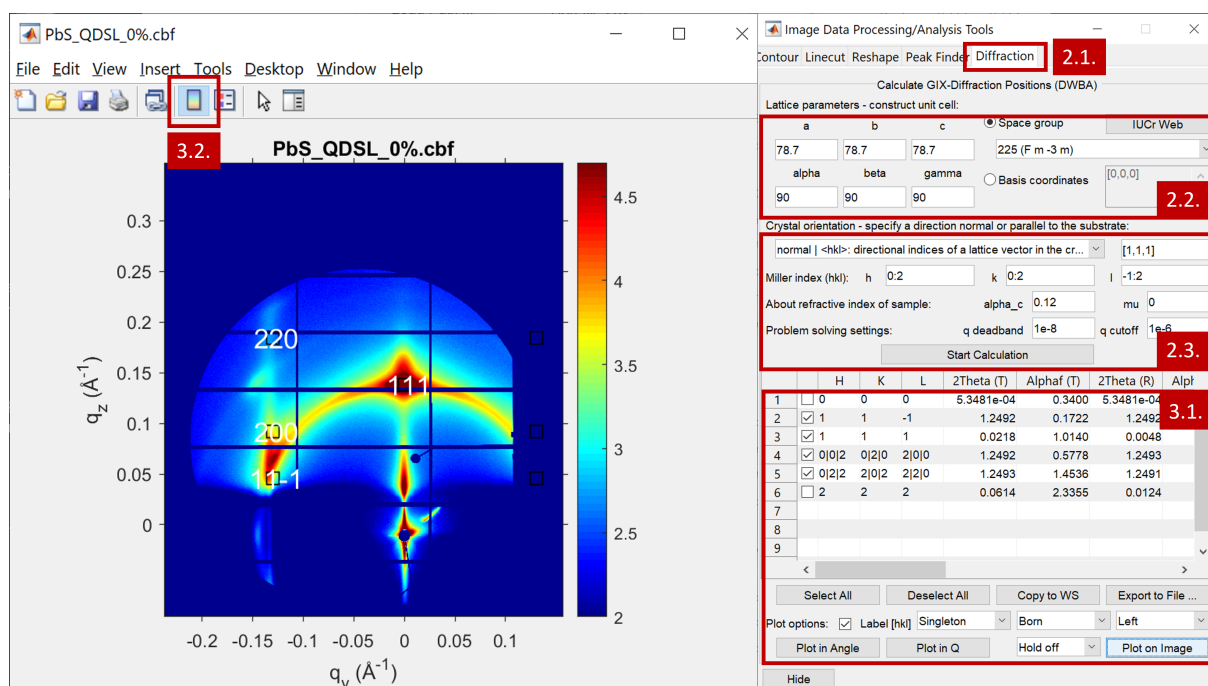 PbS_QDSL_0%.cbf
File Edit View Insert Tools Desktop Window Help
3.2.
PbS_QDSL_0%.cbf
4.5
4
3.5
3
2.5
2
0.3
0.25
0.2
0.15
0.1
0.05
0
q_z (Å^-1)
220
111
200
11-1
-0.2 -0.15 -0.1 -0.05 0 0.05 0.1
q_y (Å^-1)
Image Data Processing/Analysis Tools
Contour Linecut Reshape Peak Finder Diffraction
2.1.
Calculate GIX-Diffraction Positions (DWBA)
Lattice parameters - construct unit cell:
a b c Space group IUCr Web
78.7 78.7 78.7 225 (F m -3 m)
alpha beta gamma Basis coordinates [0,0,0]
90 90 90
2.2.
Crystal orientation - specify a direction normal or parallel to the substrate:
normal | <hkl>: directional indices of a lattice vector in the cr... [1,1,1]
Miller index (hkl): h 0:2 k 0:2 l -1:2
About refractive index of sample: alpha_c 0.12 mu 0
Problem solving settings: q deadband 1e-8 q cutoff 1e-6
Start Calculation
2.3.
H K L 2Theta (T) Alphaf (T) 2Theta (R) Alph
1 0 0 0 5.3481e-04 0.3400 5.3481e-04
2 1 1 -1 1.2492 0.1722 1.2492
3 1 1 1 0.0218 1.0140 0.0048
4 0|0|2 0|2|0 2|0|0 1.2492 0.5778 1.2493
5 0|2|2 2|0|2 2|2|0 1.2493 1.4536 1.2491
6 2 2 2 0.0614 2.3355 0.0124
7
8
9
3.1.
Select All Deselect All Copy to WS Export to File ...
Plot options: Label [hkl] Singleton Born Left
Plot in Angle Plot in Q Hold off Plot on Image
Hide